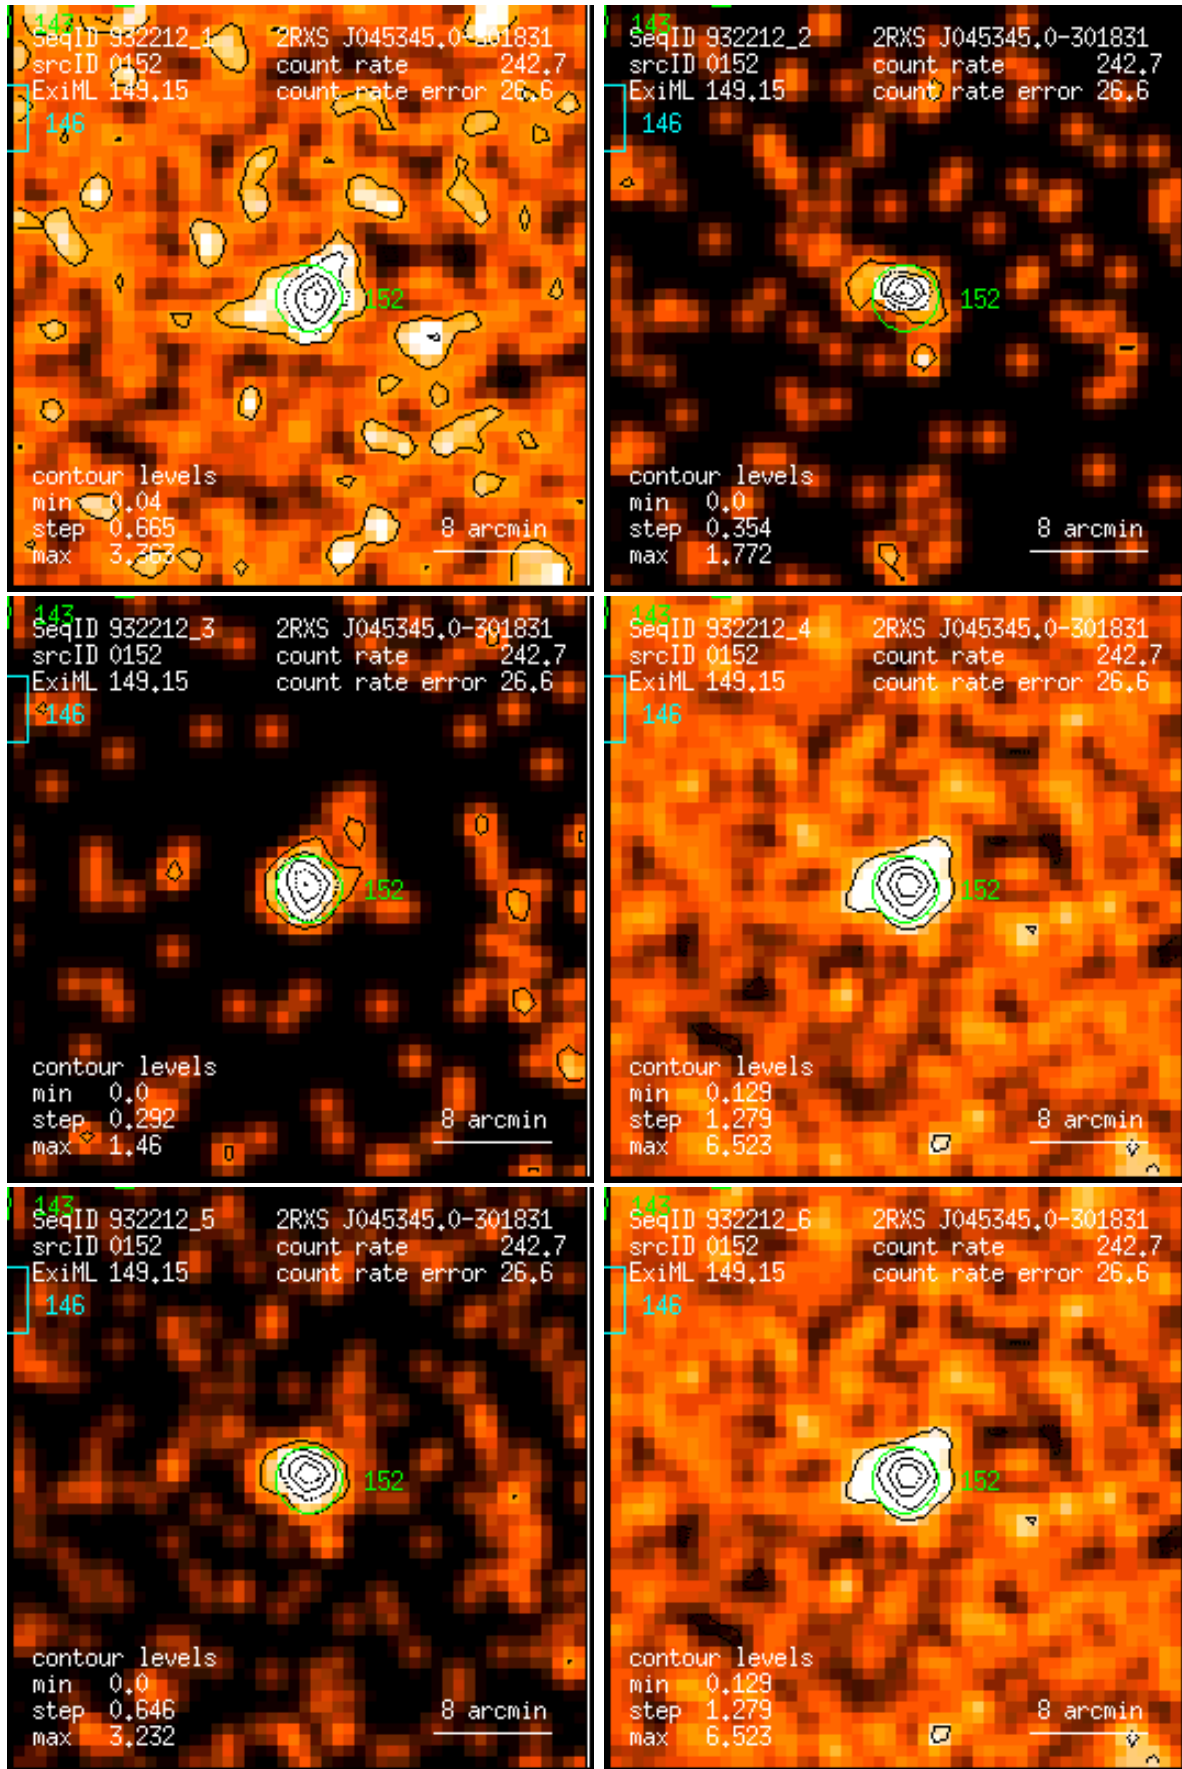 143
SeqID 932212_1 2RXS J045345.0-301831
srcID 0152 count rate 242.7
ExiML 149.15 count rate error 26.6
146
152
contour levels
min 0.04
step 0.665
max 3.363
8 arcmin
143
SeqID 932212_2 2RXS J045345.0-301831
srcID 0152 count rate 242.7
ExiML 149.15 count rate error 26.6
146
152
contour levels
min 0.0
step 0.354
max 1.772
8 arcmin
143
SeqID 932212_3 2RXS J045345.0-301831
srcID 0152 count rate 242.7
ExiML 149.15 count rate error 26.6
146
152
contour levels
min 0.0
step 0.292
max 1.46
8 arcmin
143
SeqID 932212_4 2RXS J045345.0-301831
srcID 0152 count rate 242.7
ExiML 149.15 count rate error 26.6
146
152
contour levels
min 0.129
step 1.279
max 6.523
8 arcmin
143
SeqID 932212_5 2RXS J045345.0-301831
srcID 0152 count rate 242.7
ExiML 149.15 count rate error 26.6
146
152
contour levels
min 0.0
step 0.646
max 3.232
8 arcmin
143
SeqID 932212_6 2RXS J045345.0-301831
srcID 0152 count rate 242.7
ExiML 149.15 count rate error 26.6
146
152
contour levels
min 0.129
step 1.279
max 6.523
8 arcmin